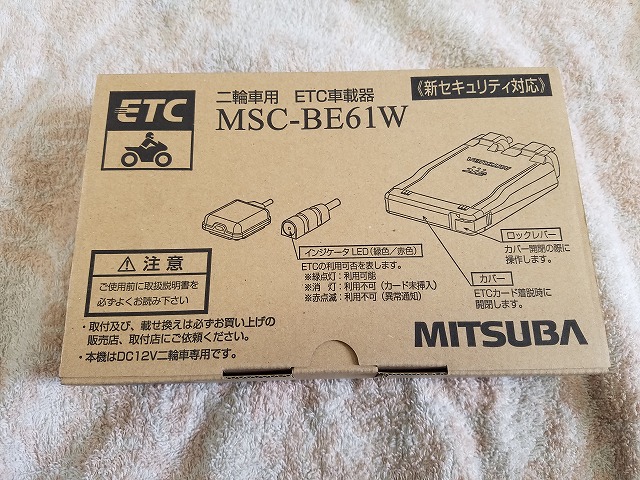 ETC
二輪車用 ETC車載器
MSC-BE61W
《新セキュリティ対応》
MITSUBA
インジケータLED(緑色/赤色)
ETCの利用可否を表します。
※緑点灯:利用可能
※消 灯:利用不可(カード未挿入)
※赤点滅:利用不可(異常通知)
ロックレバー
カバー開閉の際に
操作します。
カバー
ETCカード着脱時に
開閉します。
⚠注意
ご使用前に取扱説明書を
必ずよくお読み下さい
・取付及び、載せ換えは必ずお買い上げの
販売店、取付店にご依頼ください。
・本機はDC12V二輪車専用です。
MITSUBA